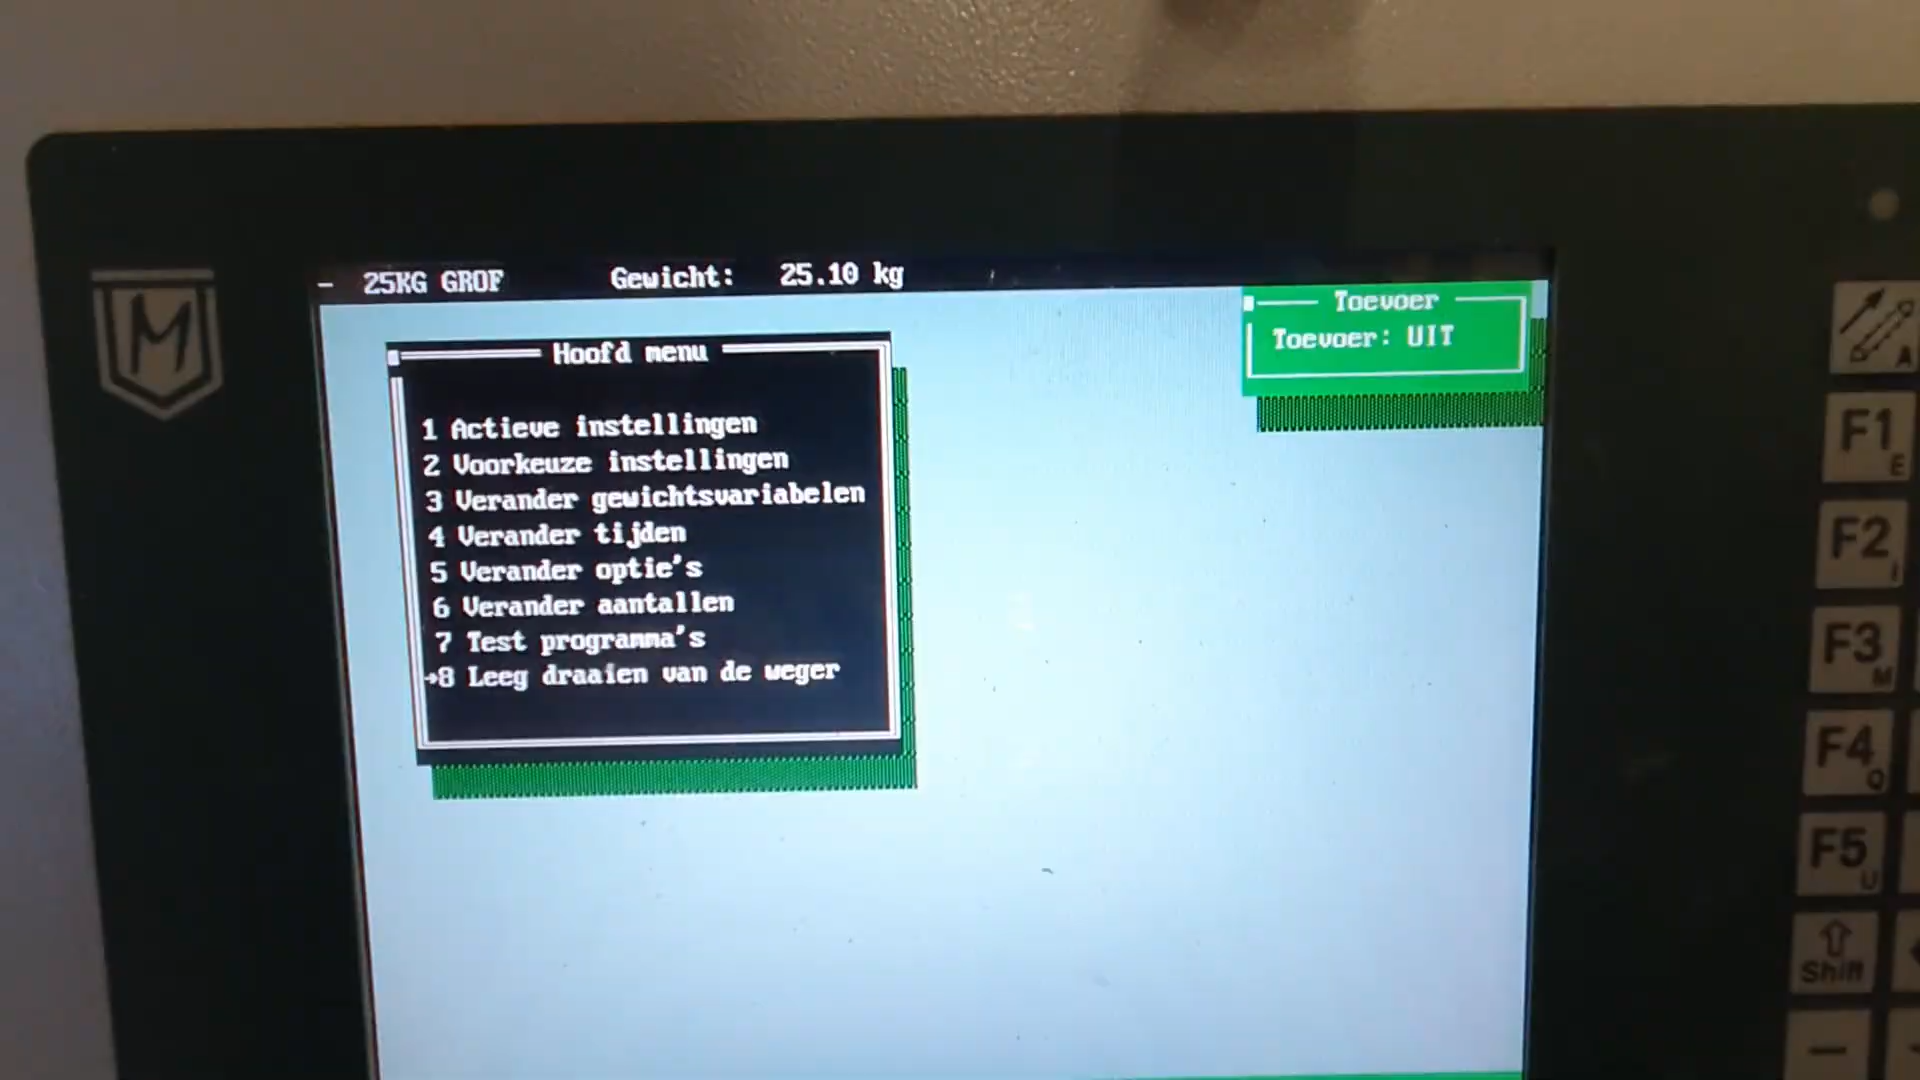 - 25KG GROF Gewicht: 25.10 kg
Toevoer
Toevoer: UIT
Hoofd menu
1 Actieve instellingen
2 Voorkeuze instellingen
3 Verander gewichtsvariabelen
4 Verander tijden
5 Verander optie's
6 Verander aantallen
7 Test programma's
→8 Leeg draaien van de weger
M
A
F1 E
F2 I
F3 M
F4 Q
F5 U
Shift